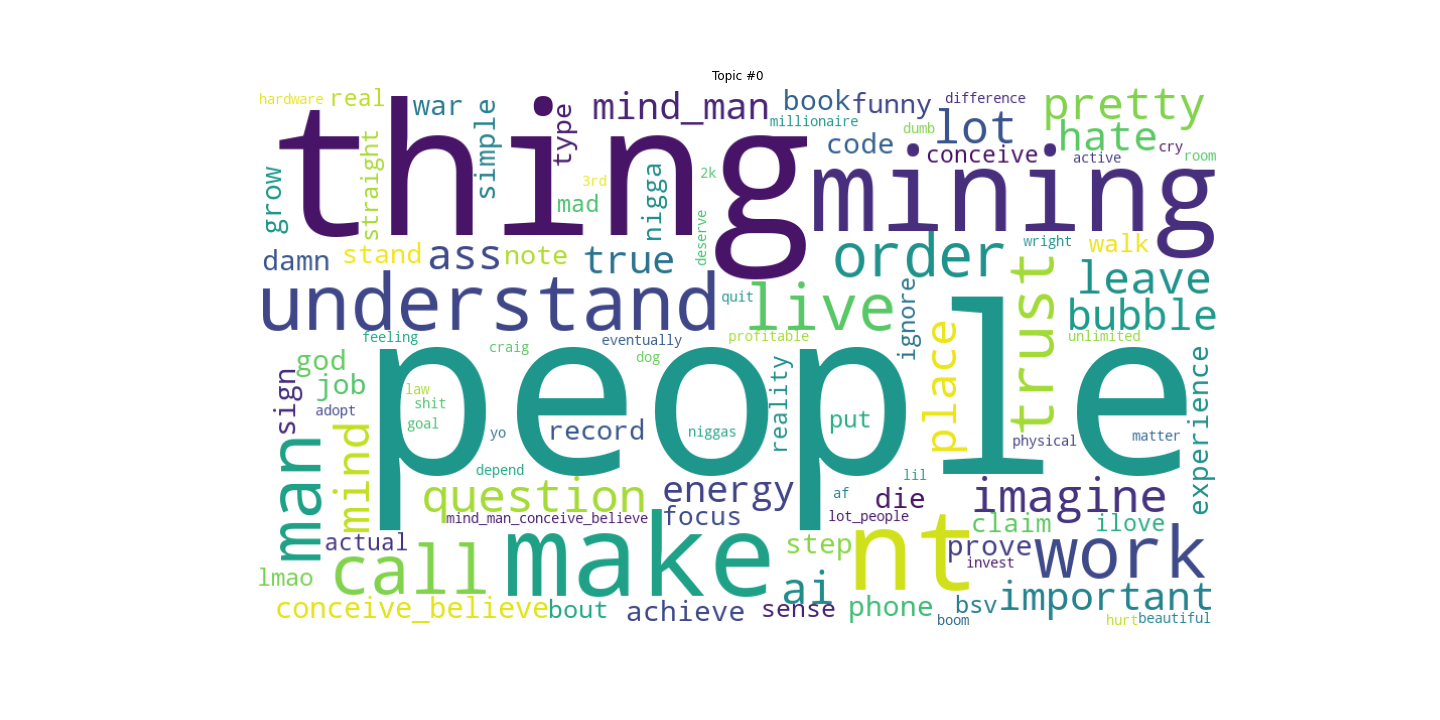 Topic #0
hardware
real
war
simple
type
mind_man
book
funny
difference
pretty
millionaire
dumb
lot
hate
code
conceive
active
cry
room
thing
mining
grow
straight
3rd
mad
nigga
2k
deserve
damn
stand
ass
note
true
order
wright
walk
understand
quit
live
ignore
trust
leave
bubble
feeling
craig
eventually
dog
profitable
unlimited
people
god
job
sign
adopt
law
shit
goal
yo
record
niggas
reality
put
place
physical
matter
experience
man
mind
depend
question
energy
af
lil
die
imagine
mind_man_conceive_believe
focus
lot_people
claim
ilove
actual
call
make
nt
step
prove
work
invest
lmao
ai
conceive_believe
bout
achieve
sense
phone
bsv
important
boom
hurt
beautiful